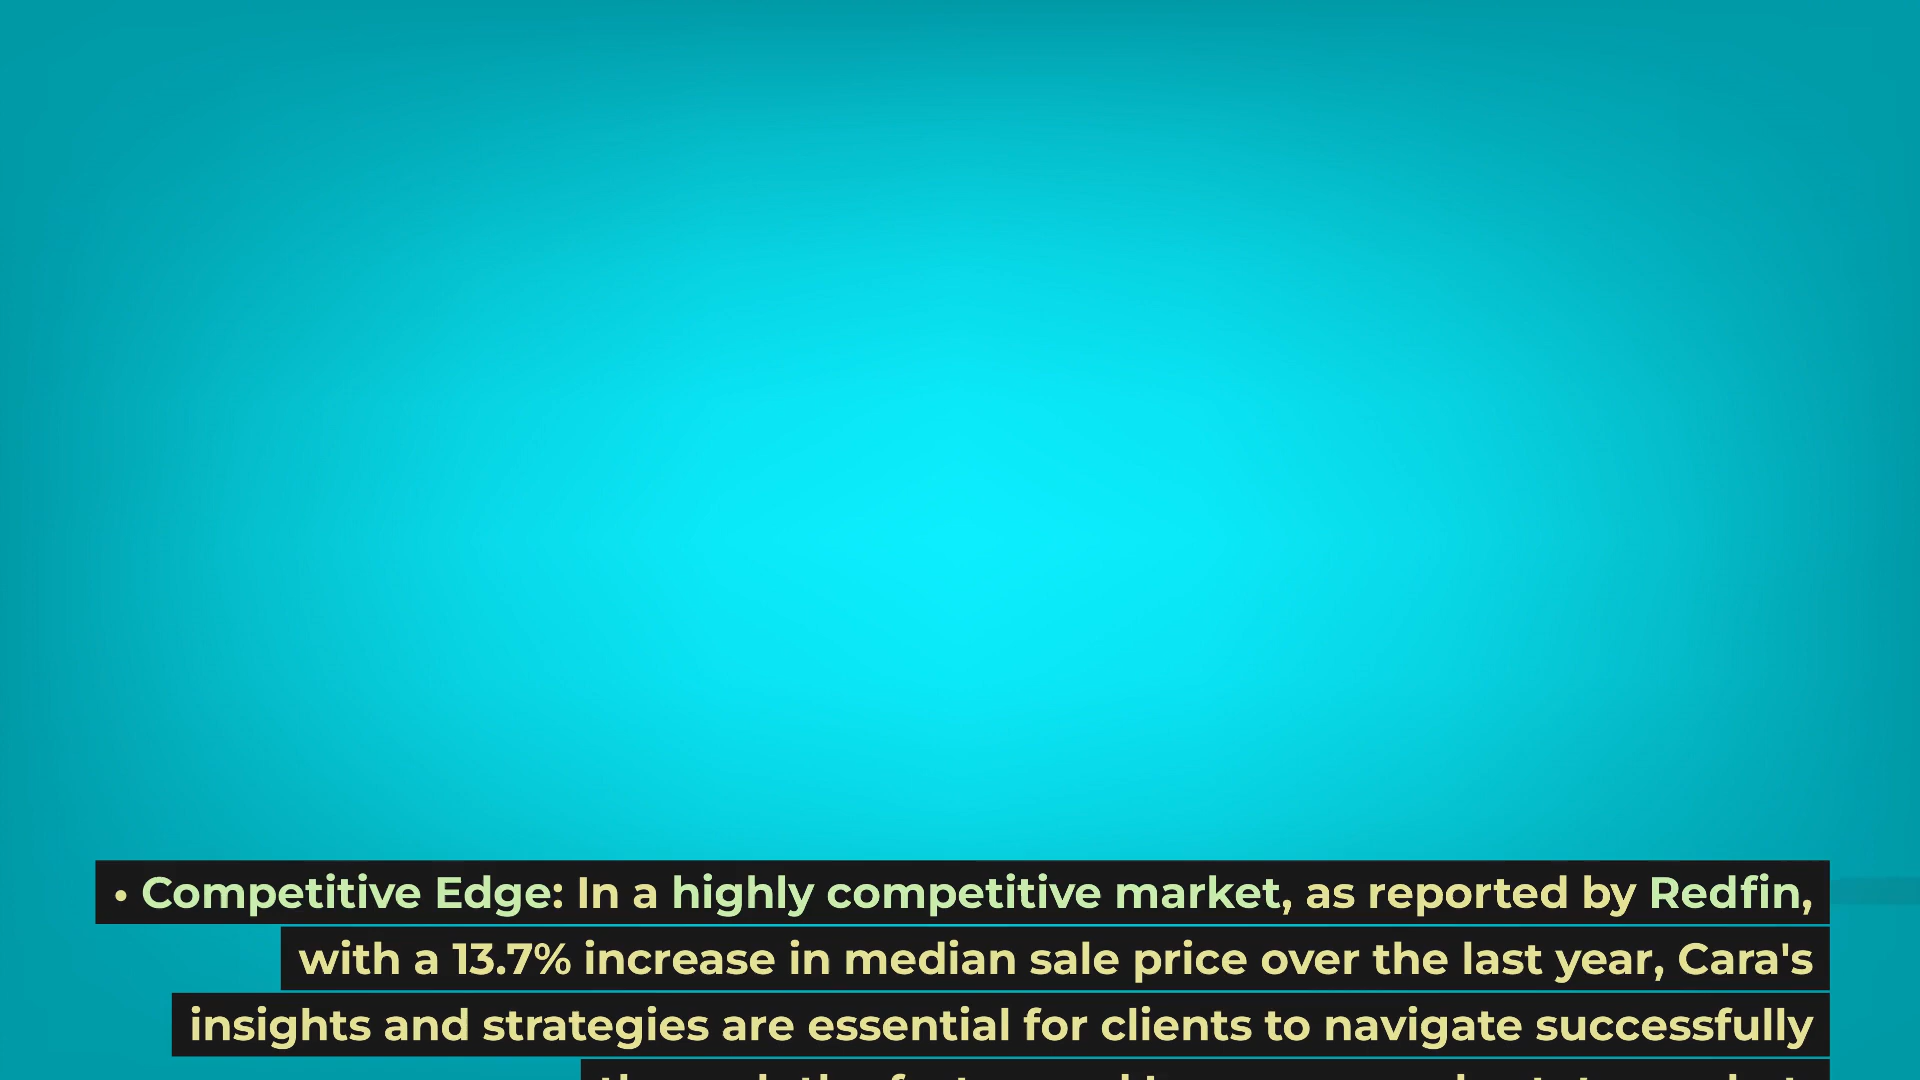 • Competitive Edge: In a highly competitive market, as reported by Redfin,
with a 13.7% increase in median sale price over the last year, Cara's
insights and strategies are essential for clients to navigate successfully